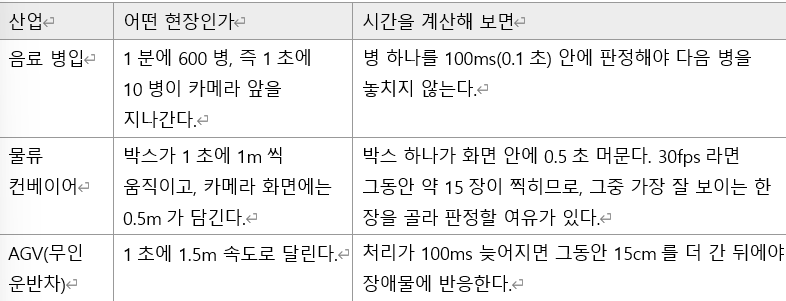 산업
어떤 현장인가
시간을 계산해 보면
음료 병입
1 분에 600 병, 즉 1 초에
10 병이 카메라 앞을
지나간다.
병 하나를 100ms(0.1 초) 안에 판정해야 다음 병을
놓치지 않는다.
물류
컨베이어
박스가 1 초에 1m 씩
움직이고, 카메라 화면에는
0.5m 가 담긴다.
박스 하나가 화면 안에 0.5 초 머문다. 30fps 라면
그동안 약 15 장이 찍히므로, 그중 가장 잘 보이는 한
장을 골라 판정할 여유가 있다.
AGV(무인
운반차)
1 초에 1.5m 속도로 달린다.
처리가 100ms 늦어지면 그동안 15cm 를 더 간 뒤에야
장애물에 반응한다.